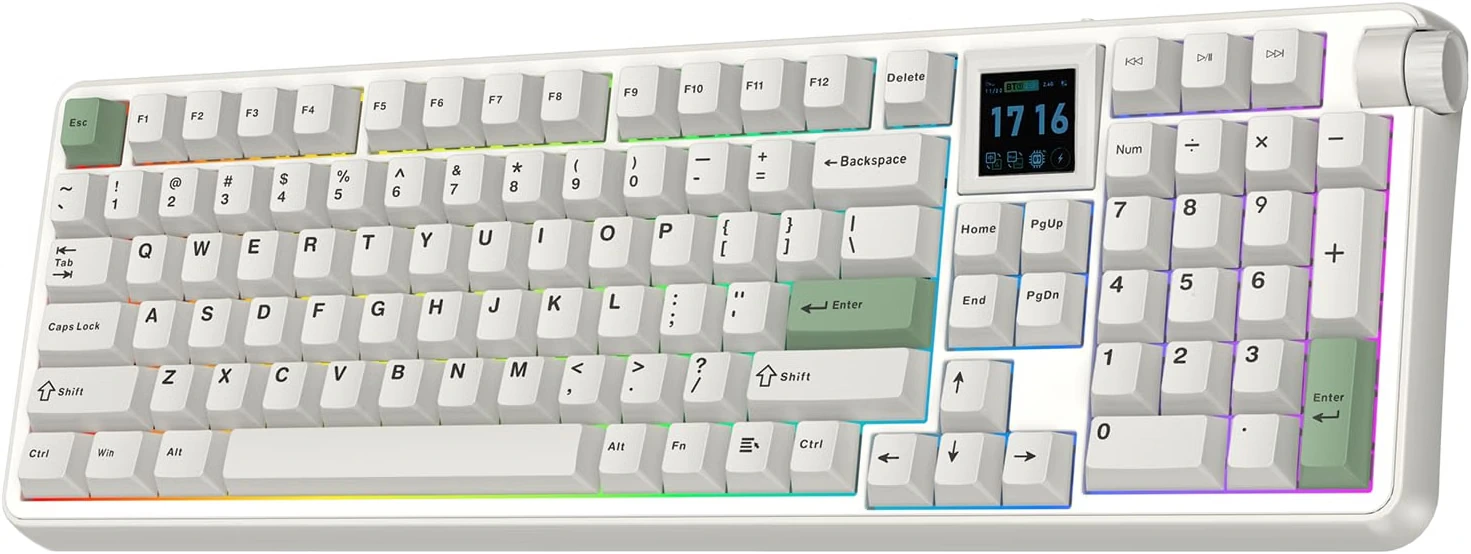 Esc F1 F2 F3 F4 F5 F6 F7 F8 F9 F10 F11 F12 Delete
17 16
~ ! @ # $ % ^ & * ( ) — +
` 1 2 3 4 5 6 7 8 9 0 - = ←Backspace
Num ÷ × −
Tab Q W E R T Y U I O P { } |
[ ] \
Home PgUp 7 8 9 +
Caps Lock A S D F G H J K L : " Enter
; '
End PgDn 4 5 6
Shift Z X C V B N M < > ? Shift
, . /
↑ 1 2 3 Enter
Ctrl Win Alt Alt Fn Ctrl ← ↓ → 0 .